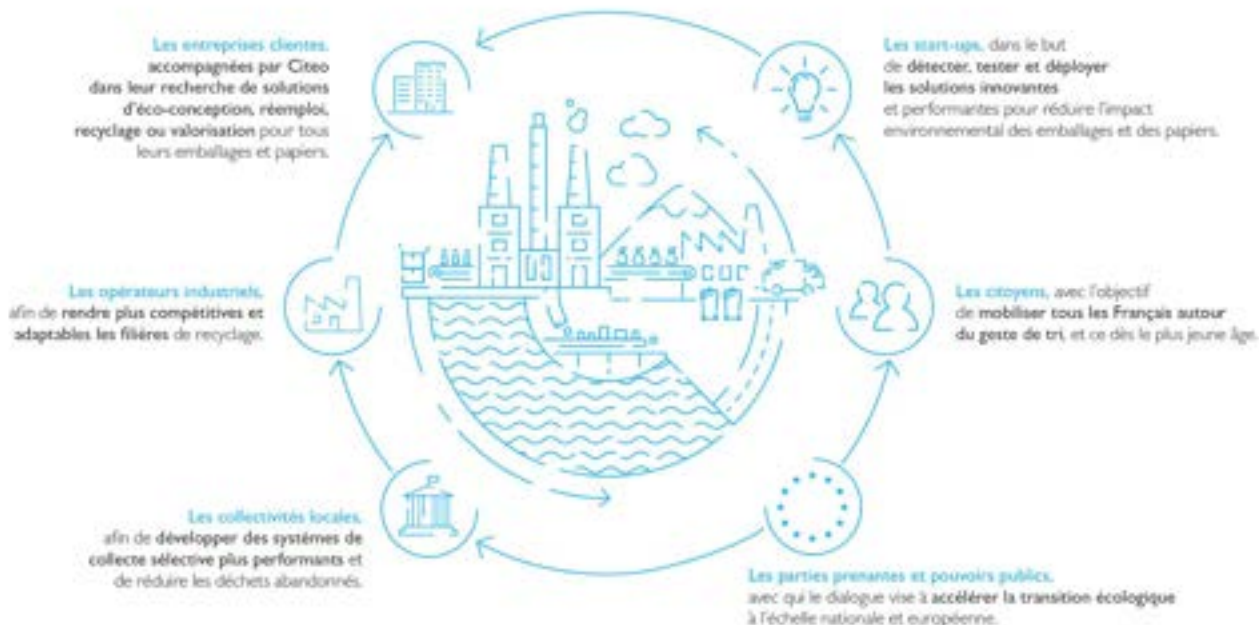 Les entreprises clientes,
accompagnées par Citeo
dans leur recherche de solutions
d'éco-conception, réemploi,
recyclage ou valorisation pour tous
leurs emballages et papiers.
Les start-ups, dans le but
de détecter, tester et déployer
les solutions innovantes
et performantes pour réduire l'impact
environnemental des emballages et des papiers.
Les opérateurs industriels,
afin de rendre plus compétitives et
adaptables les filières de recyclage.
Les citoyens, avec l'objectif
de mobiliser tous les Français autour
du geste de tri, et ce dès le plus jeune âge.
Les collectivités locales,
afin de développer des systèmes de
collecte sélective plus performants et
de réduire les déchets abandonnés.
Les parties prenantes et pouvoirs publics,
avec qui le dialogue vise à accélérer la transition écologique
à l'échelle nationale et européenne.